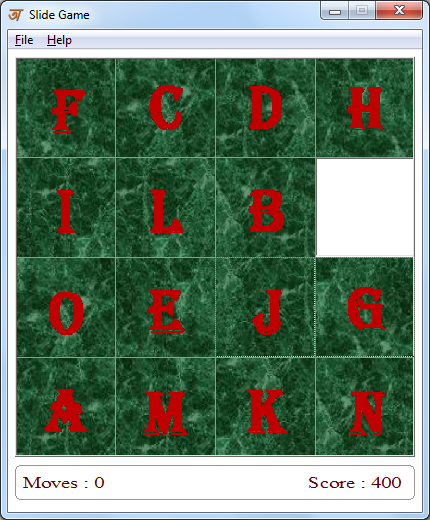 Slide Game
File Help
F C D H
I L B
O E J G
A M K N
Moves : 0 Score : 400